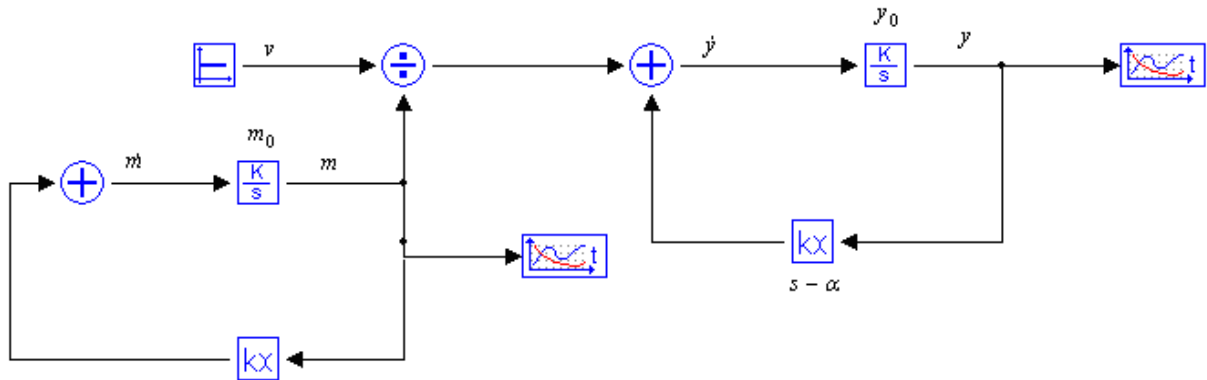 y₀
v
ẏ
K/s
y
t
m₀
ṁ
K/s
m
kx
s − α
t
kx